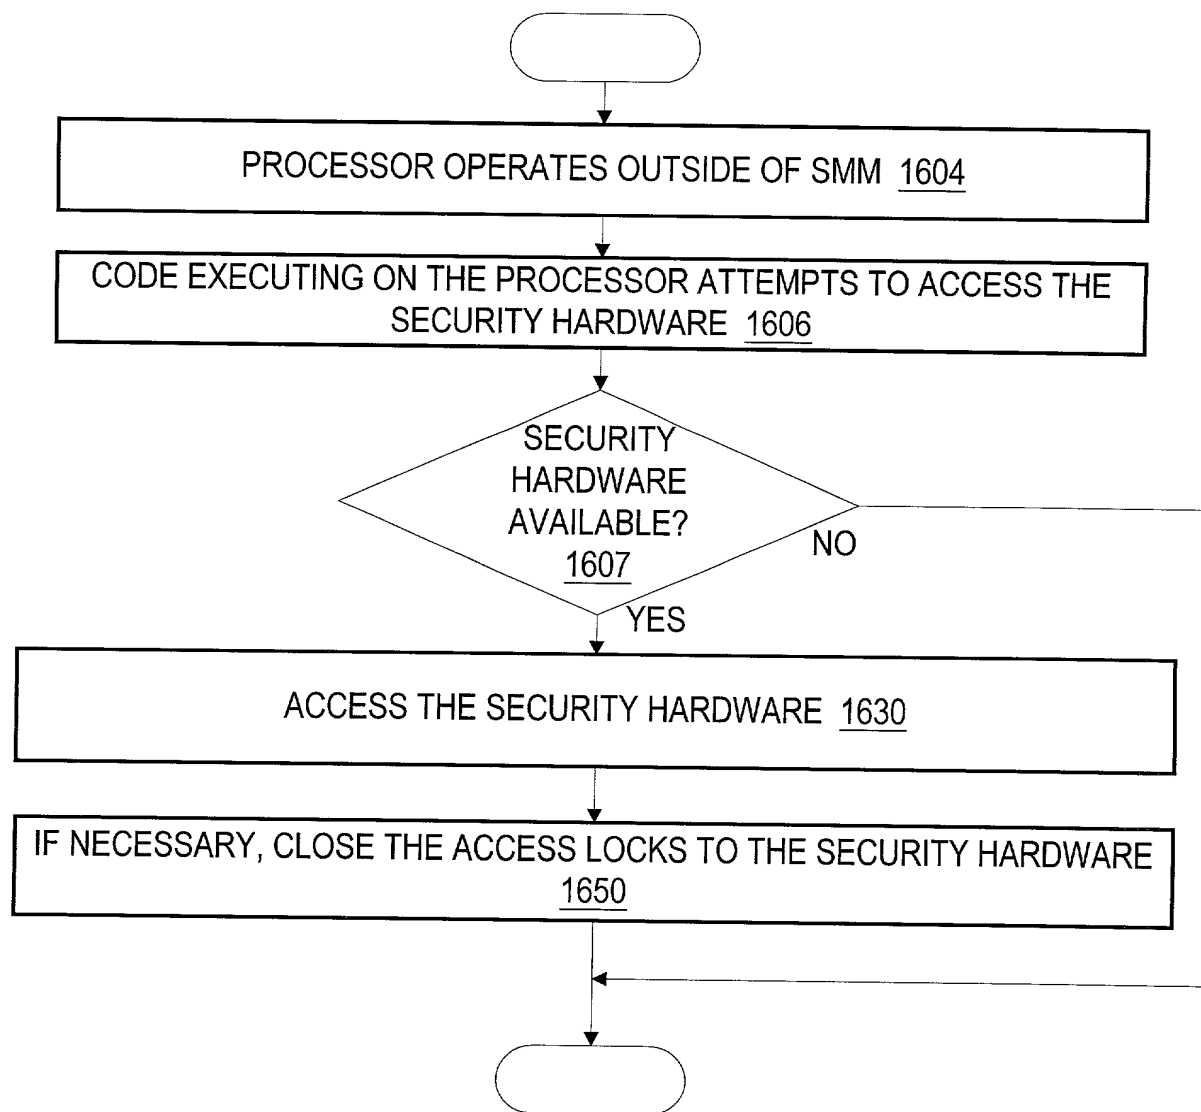 PROCESSOR OPERATES OUTSIDE OF SMM 1604
CODE EXECUTING ON THE PROCESSOR ATTEMPTS TO ACCESS THE
SECURITY HARDWARE 1606
SECURITY
HARDWARE
AVAILABLE?
1607
NO
YES
ACCESS THE SECURITY HARDWARE 1630
IF NECESSARY, CLOSE THE ACCESS LOCKS TO THE SECURITY HARDWARE
1650